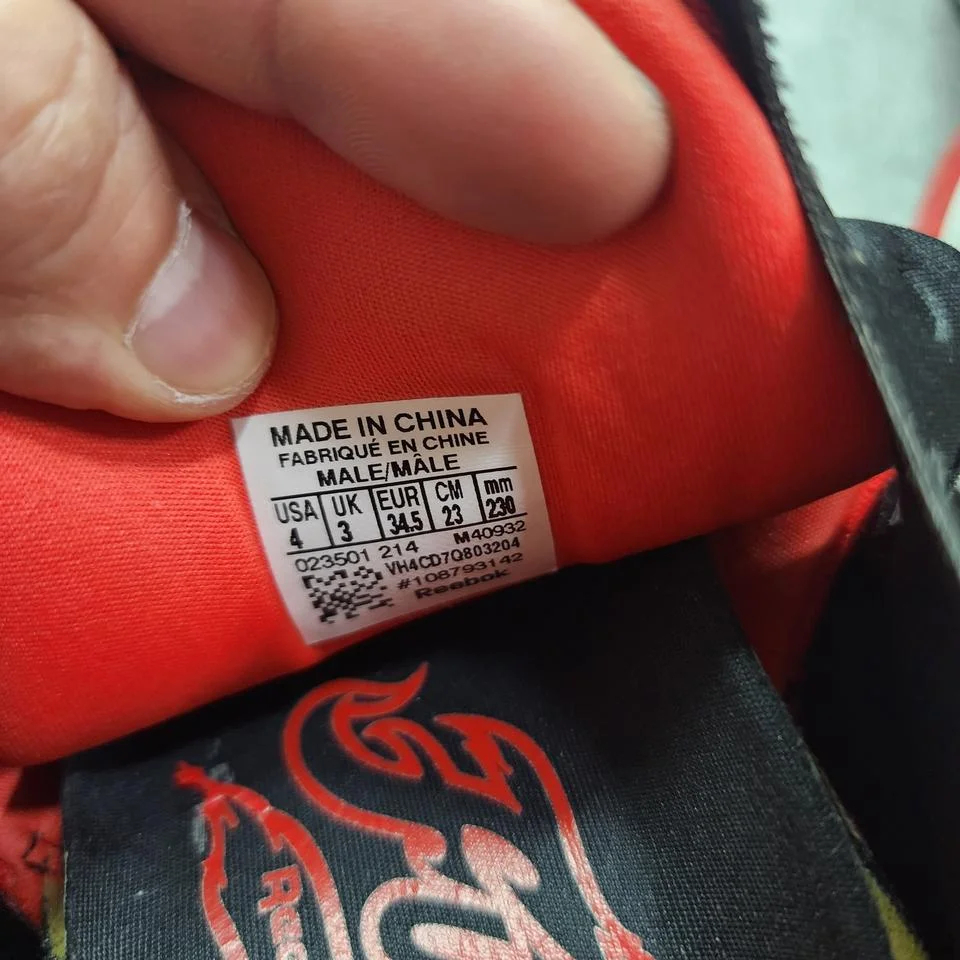 MADE IN CHINA
FABRIQUÉ EN CHINE
MALE/MÂLE
USA UK EUR CM mm
4 3 34.5 23 230
023501 214 M40932
VH4CD7Q803204
#108793142
Reebok